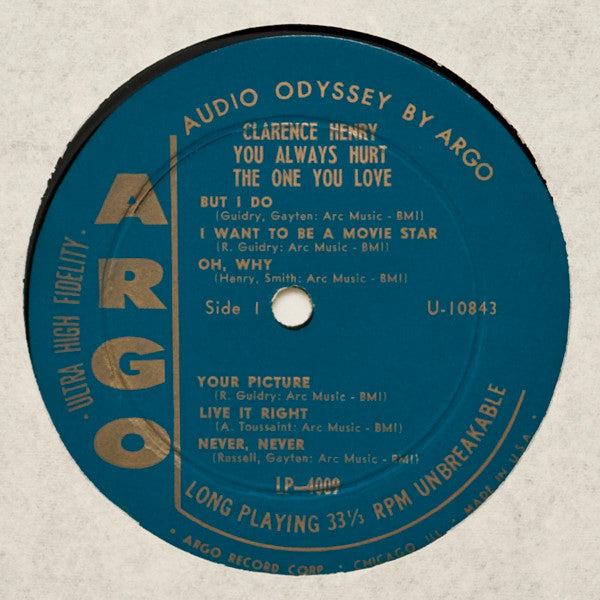 AUDIO ODYSSEY BY ARGO
CLARENCE HENRY
YOU ALWAYS HURT
THE ONE YOU LOVE
BUT I DO
(Guidry, Gayten: Arc Music - BMI)
I WANT TO BE A MOVIE STAR
(R. Guidry: Arc Music - BMI)
OH, WHY
(Henry, Smith: Arc Music - BMI)
Side 1
U-10843
YOUR PICTURE
(R. Guidry: Arc Music - BMI)
LIVE IT RIGHT
(A. Toussaint: Arc Music - BMI)
NEVER, NEVER
(Russell, Gayten: Arc Music - BMI)
LP-4009
ARGO
· ULTRA HIGH FIDELITY ·
LONG PLAYING 33⅓ RPM UNBREAKABLE
· ARGO RECORD CORP. · CHICAGO, ILL. · MADE IN U.S.A. ·